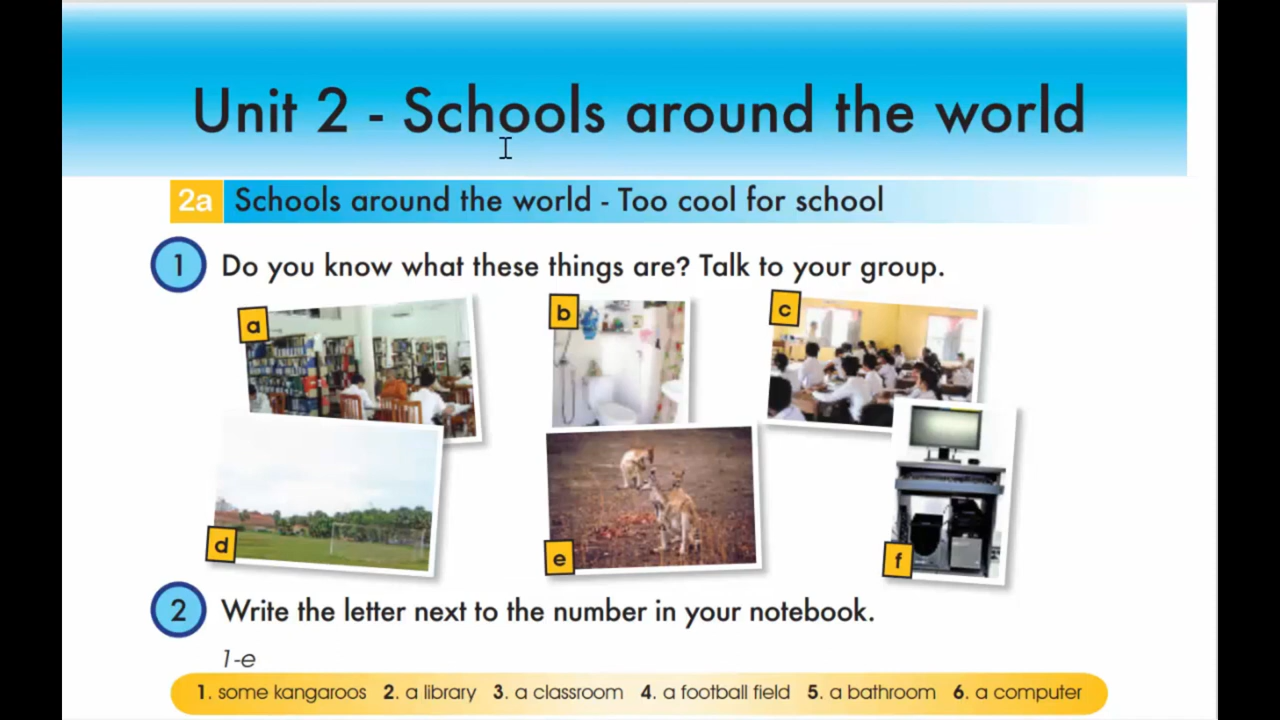 Unit 2 - Schools around the world
2a Schools around the world - Too cool for school
1 Do you know what these things are? Talk to your group.
a
b
c
d
e
f
2 Write the letter next to the number in your notebook.
1-e
1. some kangaroos 2. a library 3. a classroom 4. a football field 5. a bathroom 6. a computer